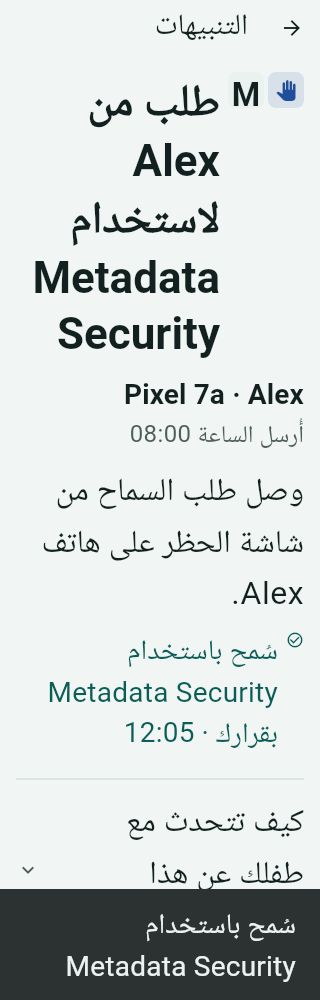 التنبيهات
M
طلب من
Alex
لاستخدام
Metadata
Security
Pixel 7a · Alex
أرسل الساعة 08:00
وصل طلب السماح من
شاشة الحظر على هاتف
Alex.
سُمح باستخدام
Metadata Security
بقرارك · 12:05
كيف تتحدث مع
طفلك عن هذا
سُمح باستخدام
Metadata Security